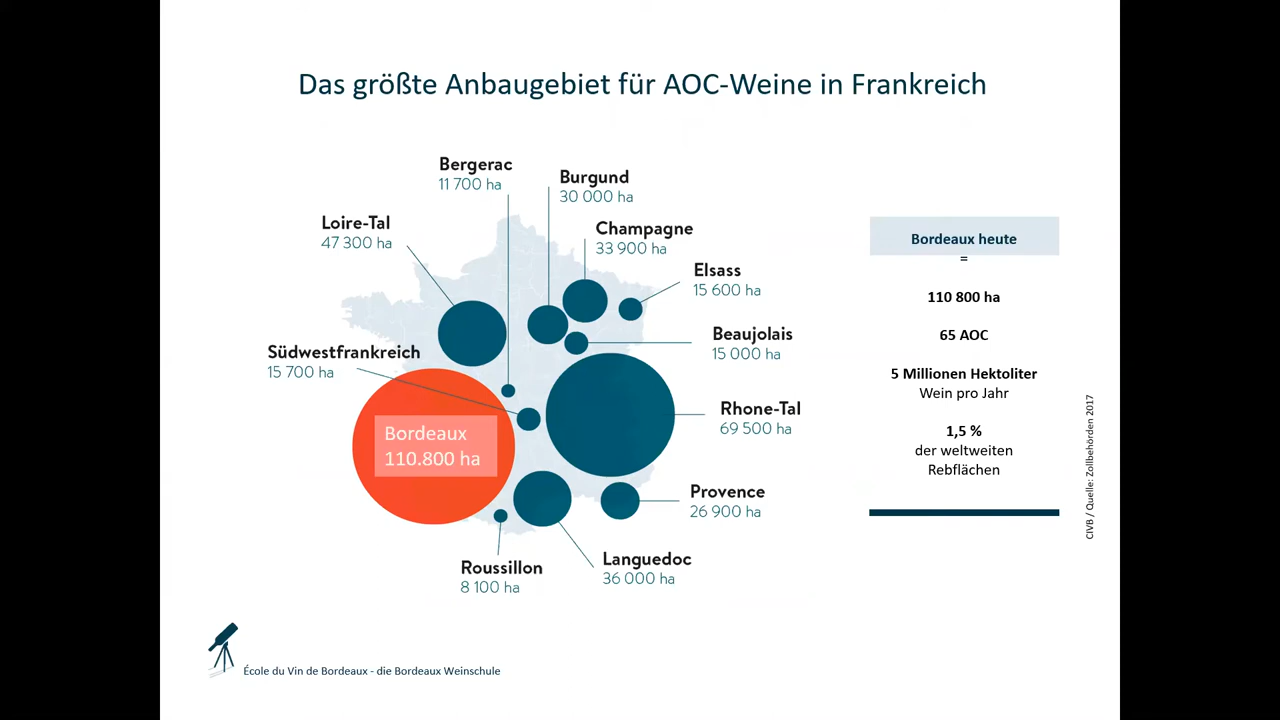 Das größte Anbaugebiet für AOC-Weine in Frankreich
Bergerac
11 700 ha
Burgund
30 000 ha
Loire-Tal
47 300 ha
Champagne
33 900 ha
Elsass
15 600 ha
Beaujolais
15 000 ha
Südwestfrankreich
15 700 ha
Rhone-Tal
69 500 ha
Bordeaux
110.800 ha
Provence
26 900 ha
Languedoc
36 000 ha
Roussillon
8 100 ha
Bordeaux heute
=
110 800 ha
65 AOC
5 Millionen Hektoliter
Wein pro Jahr
1,5 %
der weltweiten
Rebflächen
CIVB / Quelle: Zollbehörden 2017
École du Vin de Bordeaux - die Bordeaux Weinschule